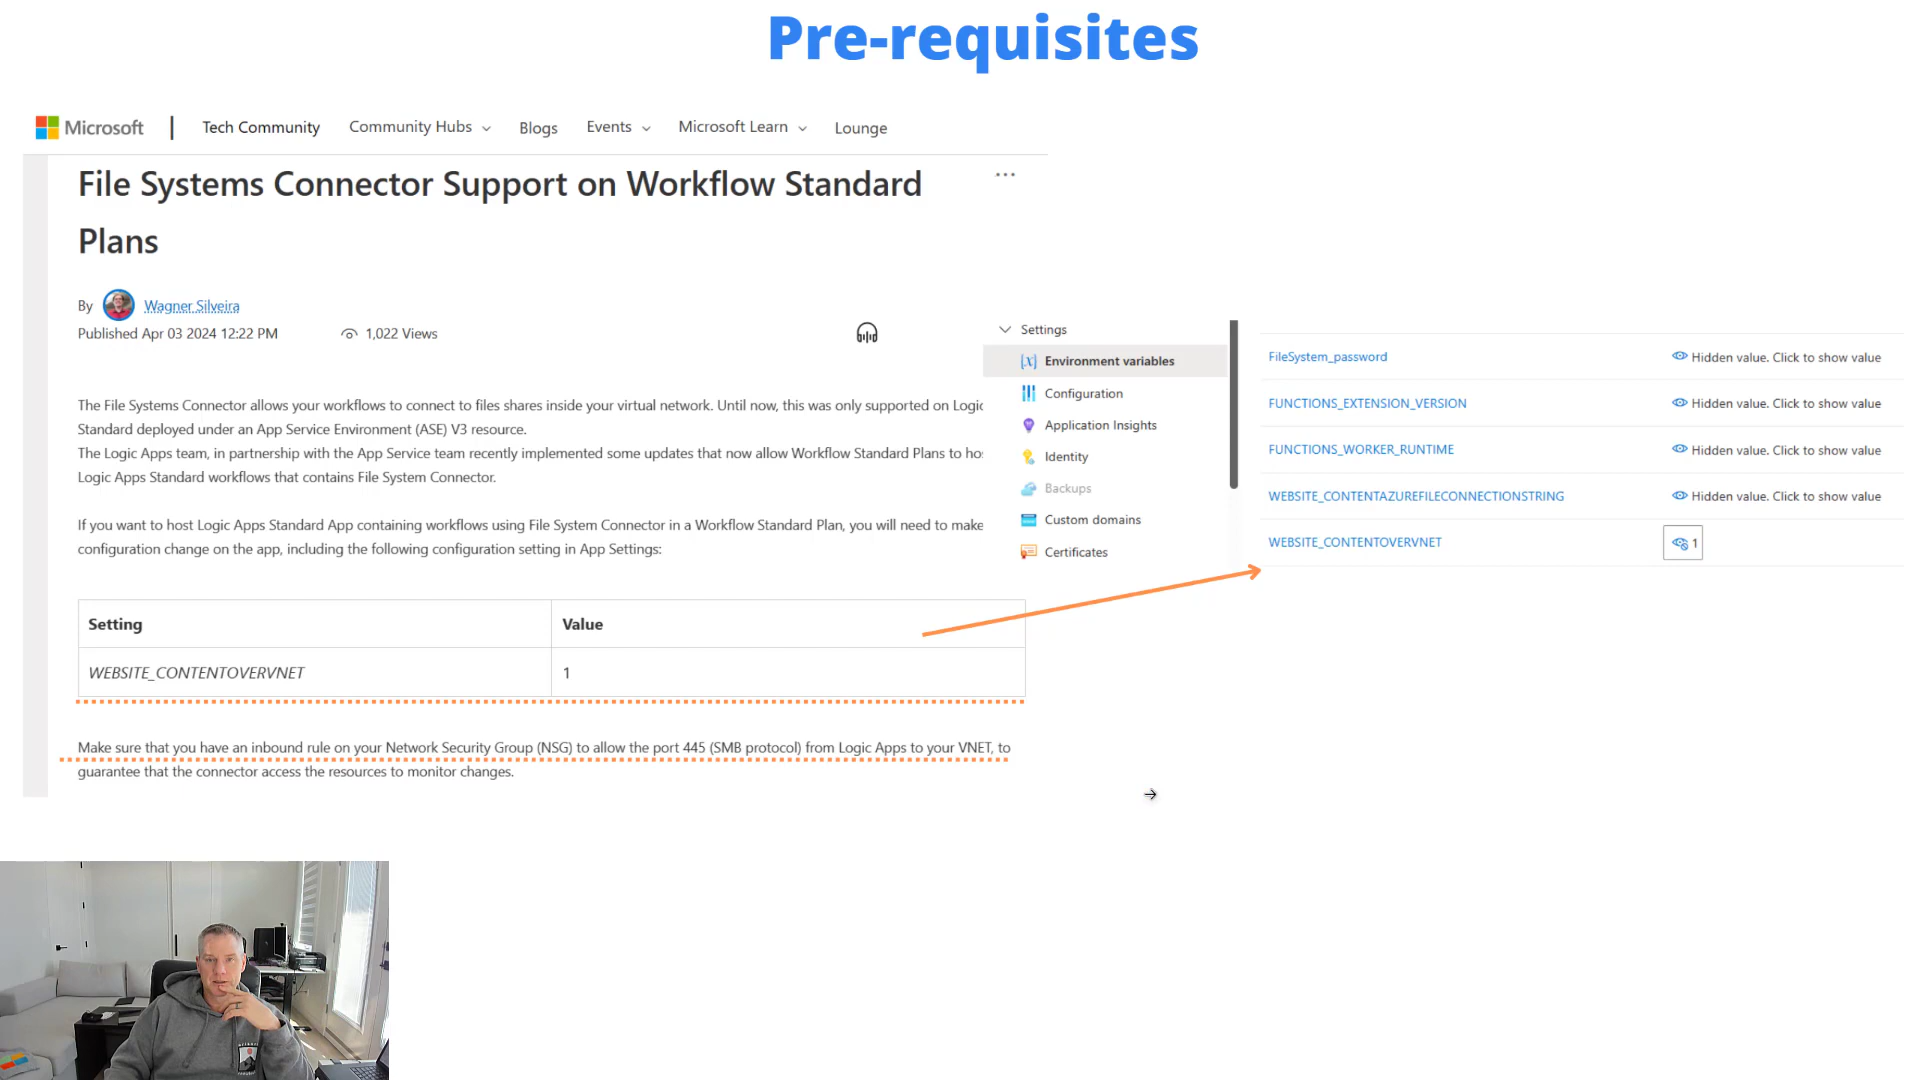 Pre-requisites
Microsoft | Tech Community Community Hubs Blogs Events Microsoft Learn Lounge
File Systems Connector Support on Workflow Standard
Plans
By Wagner Silveira
Published Apr 03 2024 12:22 PM 1,022 Views
The File Systems Connector allows your workflows to connect to files shares inside your virtual network. Until now, this was only supported on Logic
Standard deployed under an App Service Environment (ASE) V3 resource.
The Logic Apps team, in partnership with the App Service team recently implemented some updates that now allow Workflow Standard Plans to
Logic Apps Standard workflows that contains File System Connector.
If you want to host Logic Apps Standard App containing workflows using File System Connector in a Workflow Standard Plan, you will need to make
configuration change on the app, including the following configuration setting in App Settings:
Setting Value
WEBSITE_CONTENTOVERVNET 1
Make sure that you have an inbound rule on your Network Security Group (NSG) to allow the port 445 (SMB protocol) from Logic Apps to your VNET, to
guarantee that the connector access the resources to monitor changes.
Settings
Environment variables
Configuration
Application Insights
Identity
Backups
Custom domains
Certificates
FileSystem_password Hidden value. Click to show value
FUNCTIONS_EXTENSION_VERSION Hidden value. Click to show value
FUNCTIONS_WORKER_RUNTIME Hidden value. Click to show value
WEBSITE_CONTENTAZUREFILECONNECTIONSTRING Hidden value. Click to show value
WEBSITE_CONTENTOVERVNET 1